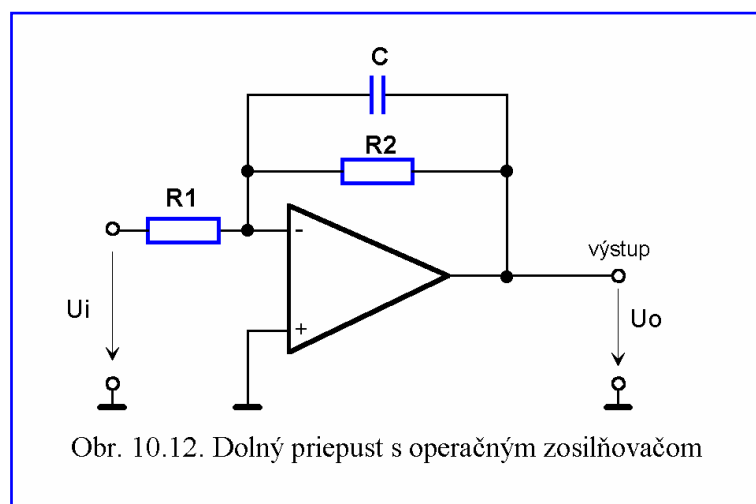 C
R2
R1
-
výstup
Ui
+
Uo
Obr. 10.12. Dolný priepust s operačným zosilňovačom